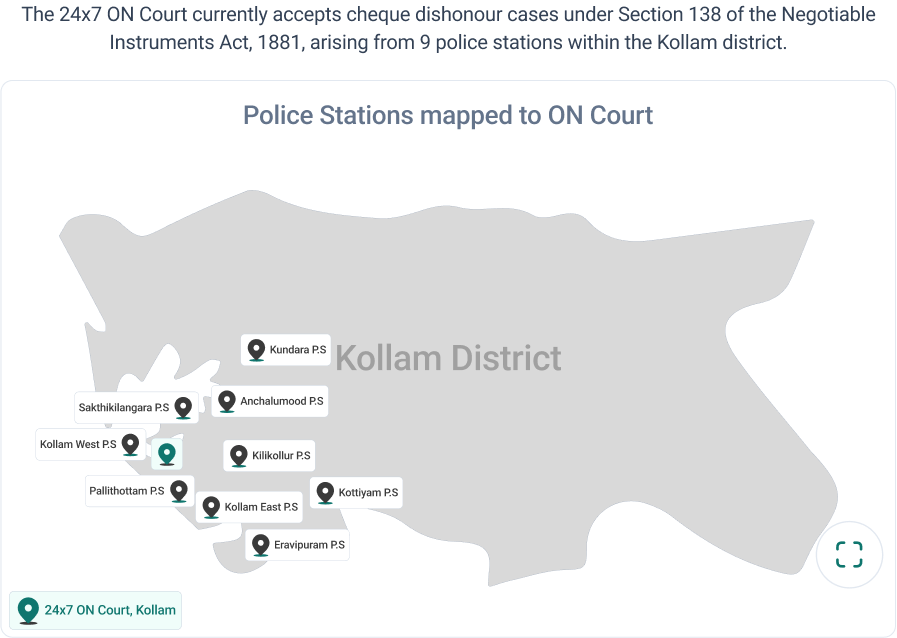 The 24x7 ON Court currently accepts cheque dishonour cases under Section 138 of the Negotiable
Instruments Act, 1881, arising from 9 police stations within the Kollam district.
Police Stations mapped to ON Court
Kundara P.S
Kollam District
Sakthikilangara P.S
Anchalumood P.S
Kollam West P.S
Kilikollur P.S
Pallithottam P.S
Kottiyam P.S
Kollam East P.S
Eravipuram P.S
24x7 ON Court, Kollam